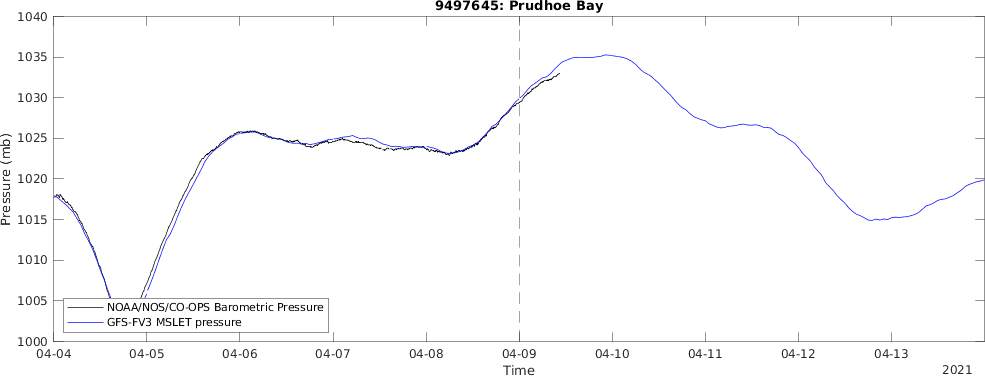 9497645: Prudhoe Bay
1040
1035
1030
1025
1020
1015
1010
1005
1000
Pressure (mb)
NOAA/NOS/CO-OPS Barometric Pressure
GFS-FV3 MSLET pressure
04-04 04-05 04-06 04-07 04-08 04-09 04-10 04-11 04-12 04-13
Time
2021